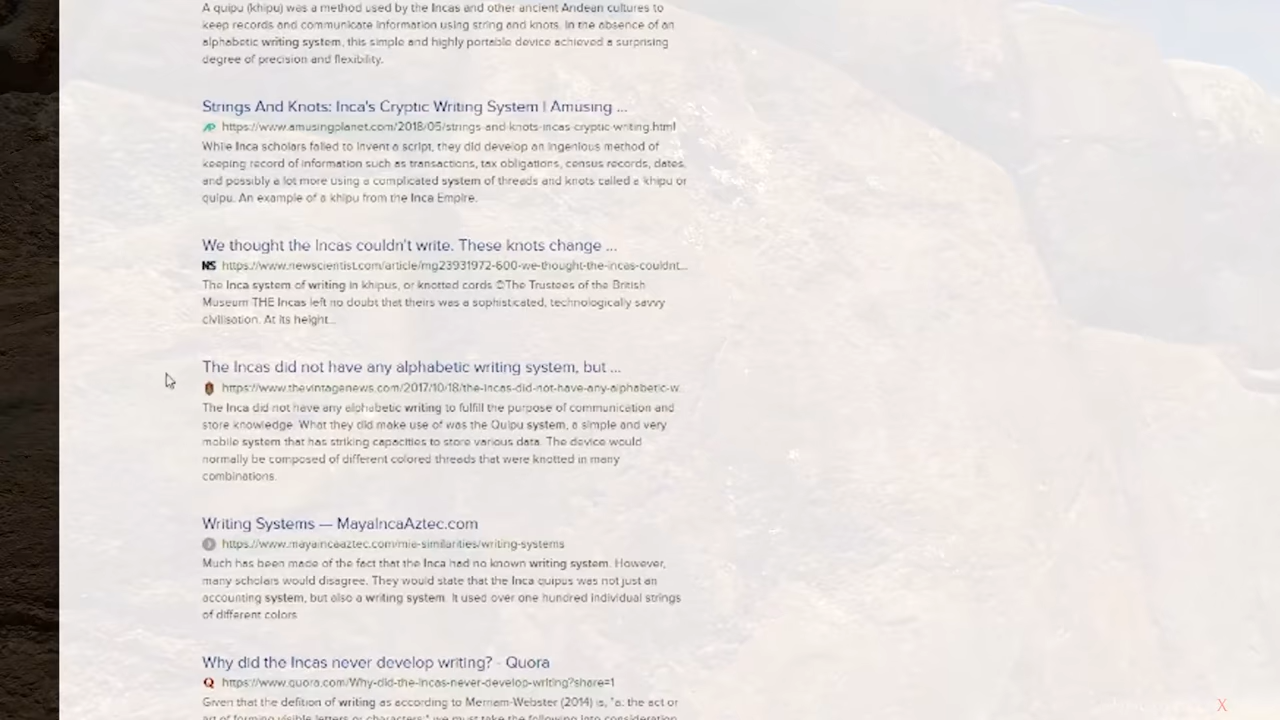 A quipu (khipu) was a method used by the Incas and other ancient Andean cultures to
keep records and communicate information using string and knots. In the absence of an
alphabetic writing system, this simple and highly portable device achieved a surprising
degree of precision and flexibility.
Strings And Knots: Inca's Cryptic Writing System | Amusing ...
https://www.amusingplanet.com/2018/05/strings-and-knots-incas-cryptic-writing.html
While Inca scholars failed to invent a script, they did develop an ingenious method of
keeping record of information such as transactions, tax obligations, census records, dates,
and possibly a lot more using a complicated system of threads and knots called a 'khipu or
quipu. An example of a khipu from the Inca Empire.
We thought the Incas couldn't write. These knots change ...
NS https://www.newscientist.com/article/mg23931972-600-we-thought-the-incas-couldnt...
The Inca system of writing in khipus, or knotted cords ©The Trustees of the British
Museum THE Incas left no doubt that theirs was a sophisticated, technologically savvy
civilisation. At its height...
The Incas did not have any alphabetic writing system, but ...
https://www.thevintagenews.com/2017/10/18/the-incas-did-not-have-any-alphabetic-w...
The Inca did not have any alphabetic writing to fulfill the purpose of communication and
store knowledge. What they did make use of was the Quipu system, a simple and very
mobile system that has striking capacities to store various data. The device would
normally be composed of different colored threads that were knotted in many
combinations.
Writing Systems — MayaIncaAztec.com
https://www.mayaincaaztec.com/mia-similarities/writing-systems
Much has been made of the fact that the Inca had no known writing system. However,
many scholars would disagree. They would state that the Inca quipus was not just an
accounting system, but also a writing system. It used over one hundred individual strings
of different colors
Why did the Incas never develop writing? - Quora
Q https://www.quora.com/Why-did-the-Incas-never-develop-writing?share=1
Given that the defition of writing as according to Merriam-Webster (2014) is, "a: the act or
art of forming visible letters or characters;" we must take the following into consideration
X